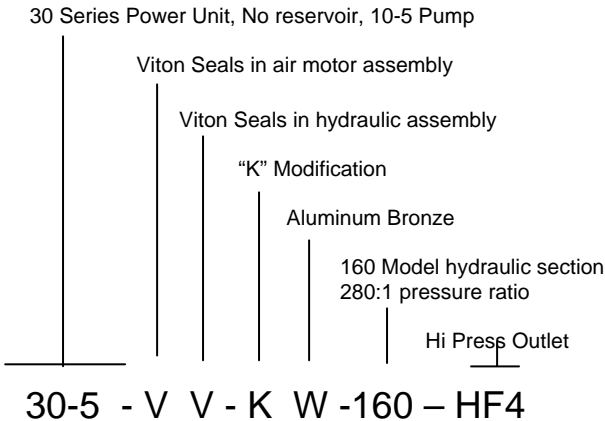 30 Series Power Unit, No reservoir, 10-5 Pump
Viton Seals in air motor assembly
Viton Seals in hydraulic assembly
“K” Modification
Aluminum Bronze
160 Model hydraulic section
280:1 pressure ratio
Hi Press Outlet
30-5 - V V - K W -160 – HF4